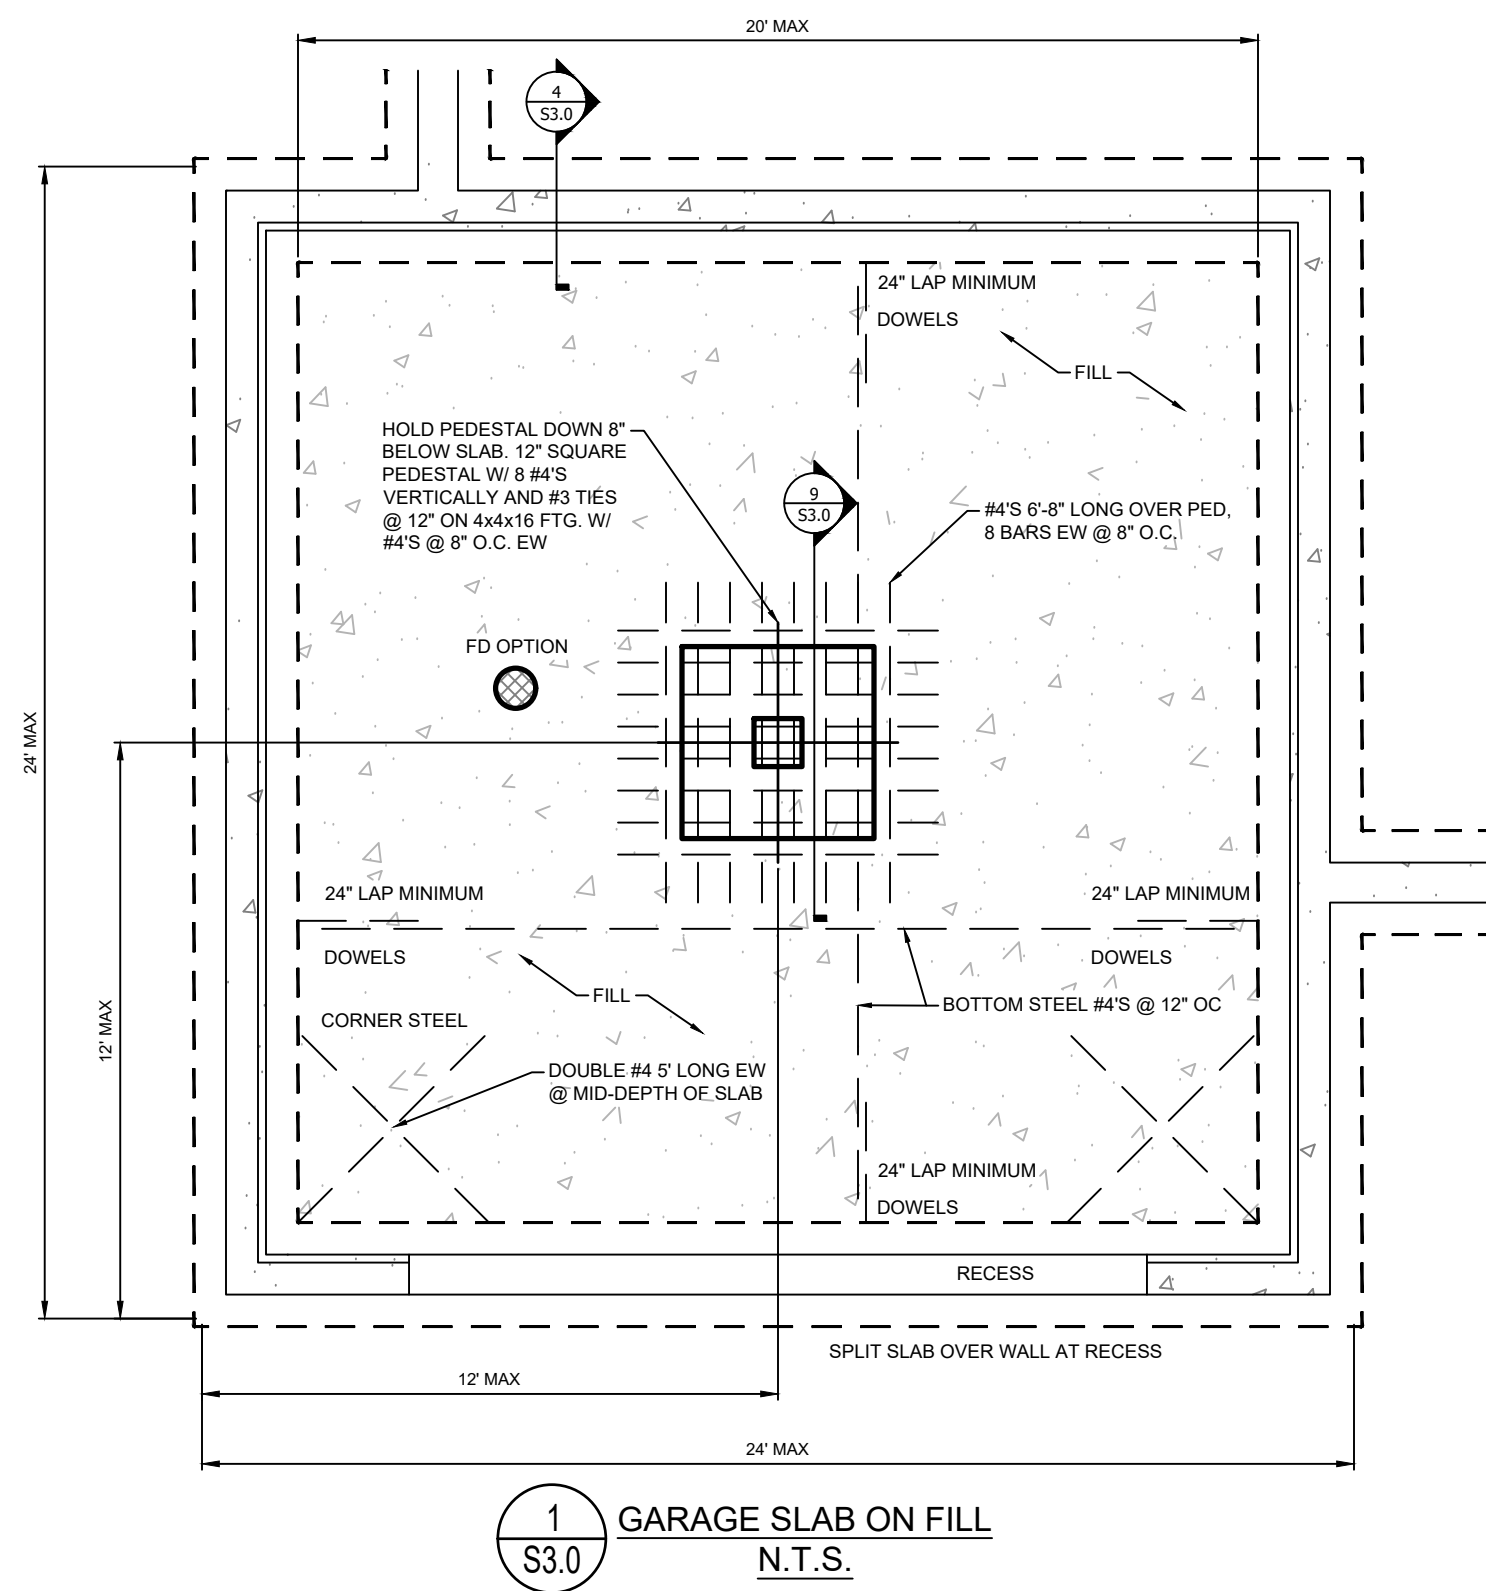 20' MAX
4
S3.0
24" LAP MINIMUM
DOWELS
FILL
HOLD PEDESTAL DOWN 8"
BELOW SLAB. 12" SQUARE
PEDESTAL W/ 8 #4'S
VERTICALLY AND #3 TIES
@ 12" ON 4x4x16 FTG. W/
#4'S @ 8" O.C. EW
9
S3.0
#4'S 6'-8" LONG OVER PED,
8 BARS EW @ 8" O.C.
FD OPTION
24' MAX
24" LAP MINIMUM
DOWELS
24" LAP MINIMUM
DOWELS
FILL
BOTTOM STEEL #4'S @ 12" OC
CORNER STEEL
12' MAX
DOUBLE #4 5' LONG EW
@ MID-DEPTH OF SLAB
24" LAP MINIMUM
DOWELS
RECESS
SPLIT SLAB OVER WALL AT RECESS
12' MAX
24' MAX
1
S3.0
GARAGE SLAB ON FILL
N.T.S.